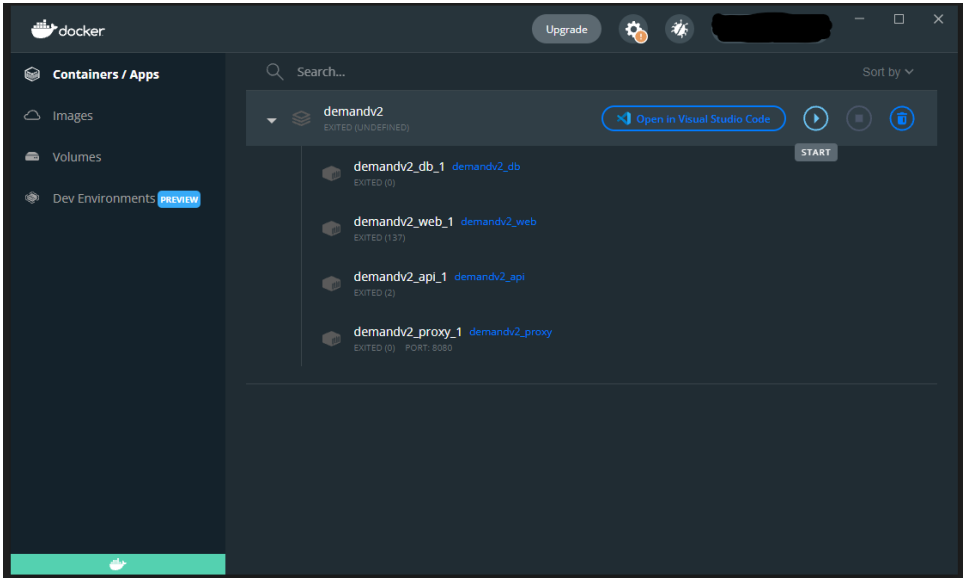 docker
Upgrade
Containers / Apps
Images
Volumes
Dev Environments PREVIEW
Search...
Sort by
demandv2
EXITED (UNDEFINED)
Open in Visual Studio Code
START
demandv2_db_1 demandv2_db
EXITED (0)
demandv2_web_1 demandv2_web
EXITED (137)
demandv2_api_1 demandv2_api
EXITED (2)
demandv2_proxy_1 demandv2_proxy
EXITED (0) PORT: 8080